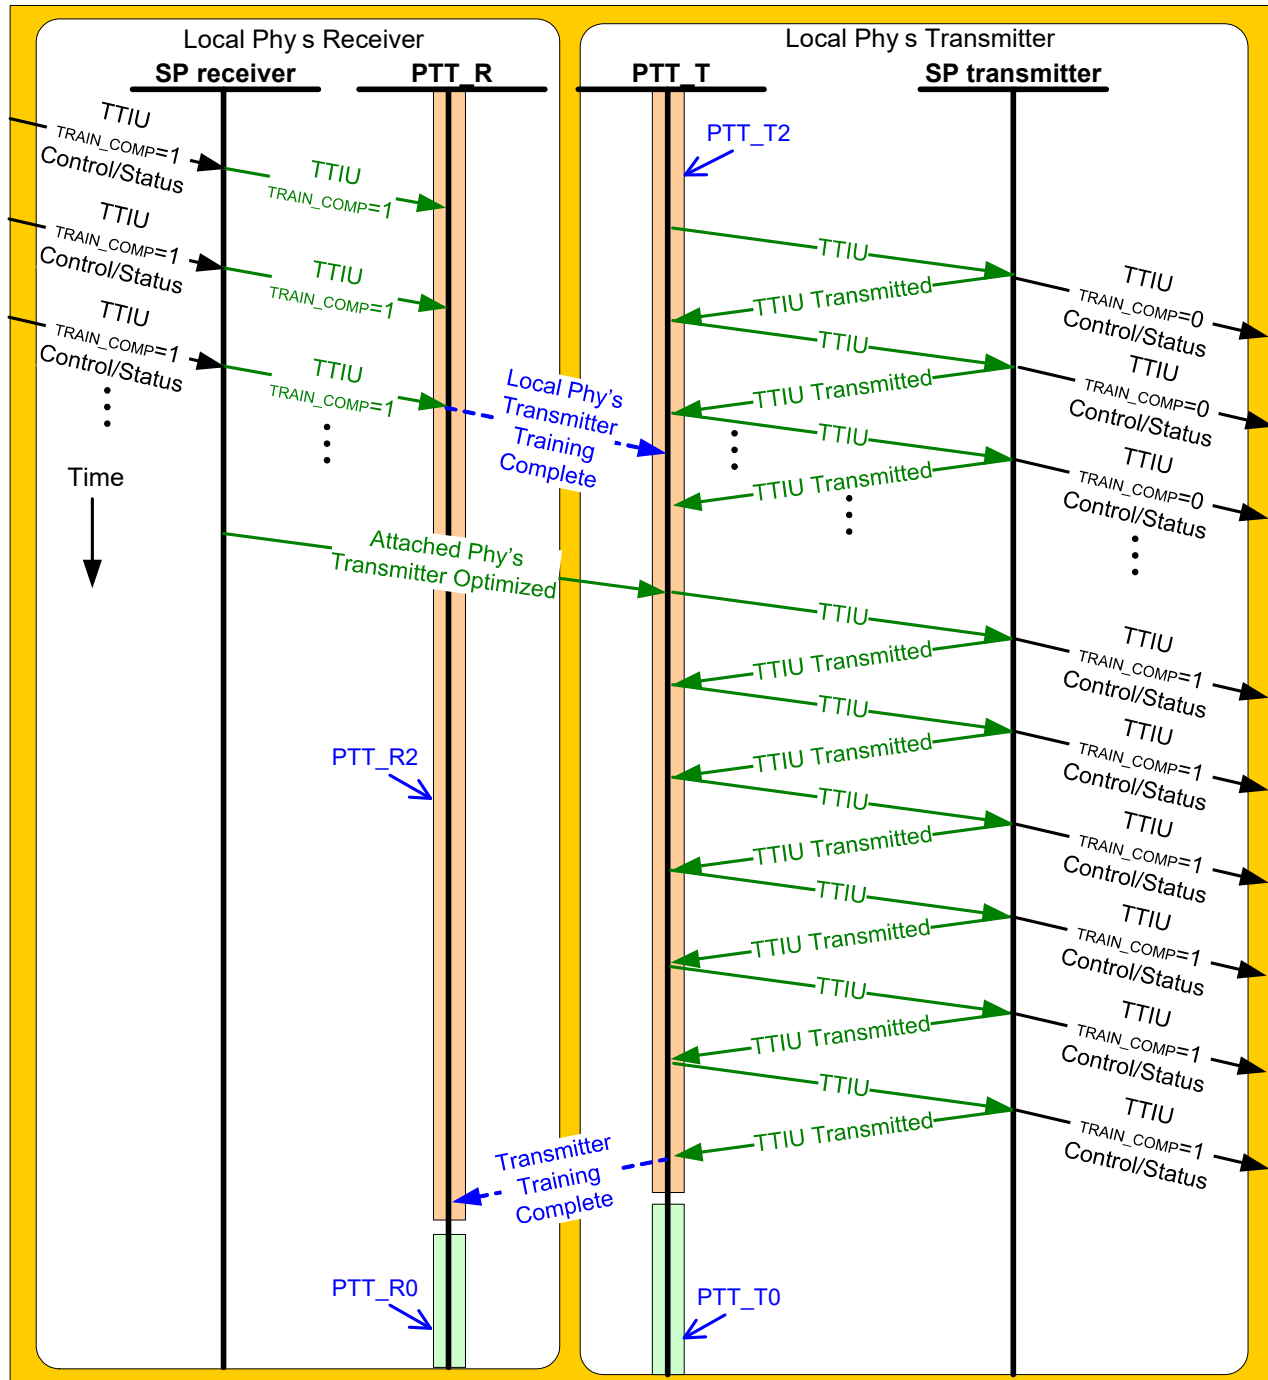 Local Phy s Receiver
Local Phy s Transmitter
SP receiver
PTT_R
PTT_T
SP transmitter
TTIU
TRAIN_COMP=1
Control/Status
TTIU
TRAIN_COMP=1
PTT_T2
TTIU
TRAIN_COMP=1
Control/Status
TTIU
TRAIN_COMP=1
TTIU
TTIU Transmitted
TTIU
TRAIN_COMP=0
Control/Status
TTIU
TRAIN_COMP=1
Control/Status
TTIU
TRAIN_COMP=1
Local Phy's
Transmitter
Training
Complete
TTIU
TTIU Transmitted
TTIU
TRAIN_COMP=0
Control/Status
TTIU
TTIU Transmitted
TTIU
TRAIN_COMP=0
Control/Status
Time
Attached Phy's
Transmitter Optimized
TTIU
TTIU Transmitted
TTIU
TRAIN_COMP=1
Control/Status
TTIU
TTIU Transmitted
TTIU
TRAIN_COMP=1
Control/Status
PTT_R2
TTIU
TTIU Transmitted
TTIU
TRAIN_COMP=1
Control/Status
TTIU
TTIU Transmitted
TTIU
TRAIN_COMP=1
Control/Status
TTIU
TTIU Transmitted
TTIU
TRAIN_COMP=1
Control/Status
TTIU
TTIU Transmitted
TTIU
TRAIN_COMP=1
Control/Status
Transmitter
Training
Complete
PTT_R0
PTT_T0